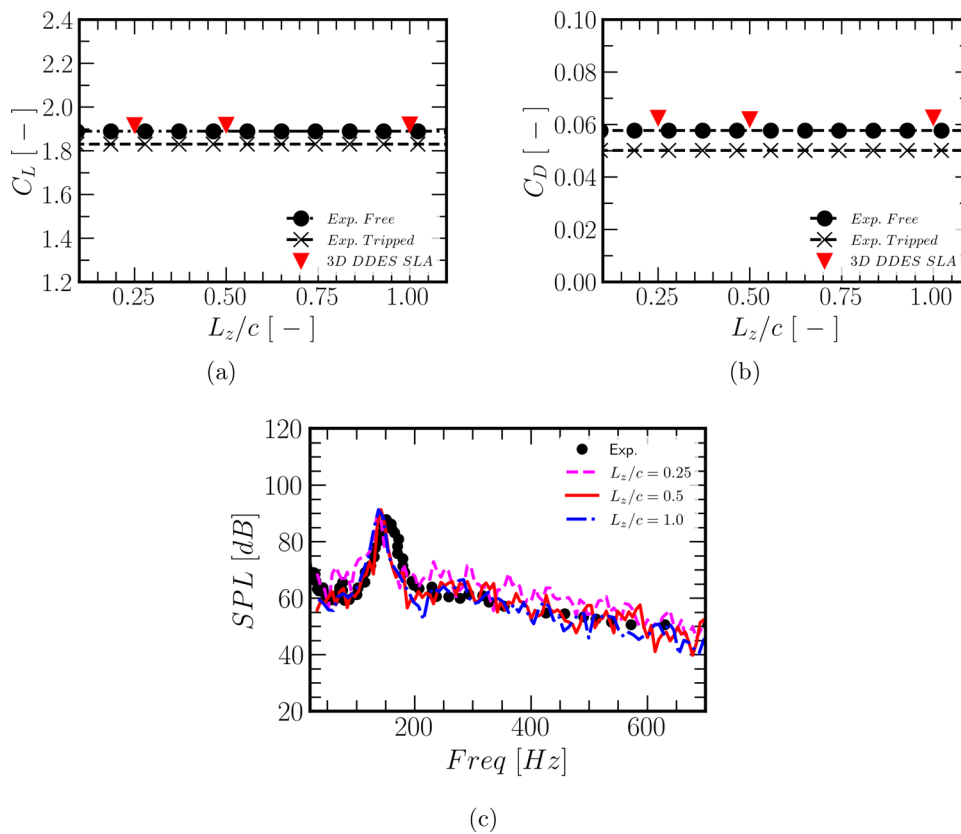 2.4
2.2
2.0
1.8
1.6
1.4
1.2
C_L [ − ]
Exp. Free
Exp. Tripped
3D DDES SLA
0.25 0.50 0.75 1.00
L_z/c [ − ]
(a)
0.10
0.08
0.06
0.04
0.02
0.00
C_D [ − ]
Exp. Free
Exp. Tripped
3D DDES SLA
0.25 0.50 0.75 1.00
L_z/c [ − ]
(b)
120
100
80
60
40
20
SPL [dB]
Exp.
L_z/c = 0.25
L_z/c = 0.5
L_z/c = 1.0
200 400 600
Freq [Hz]
(c)